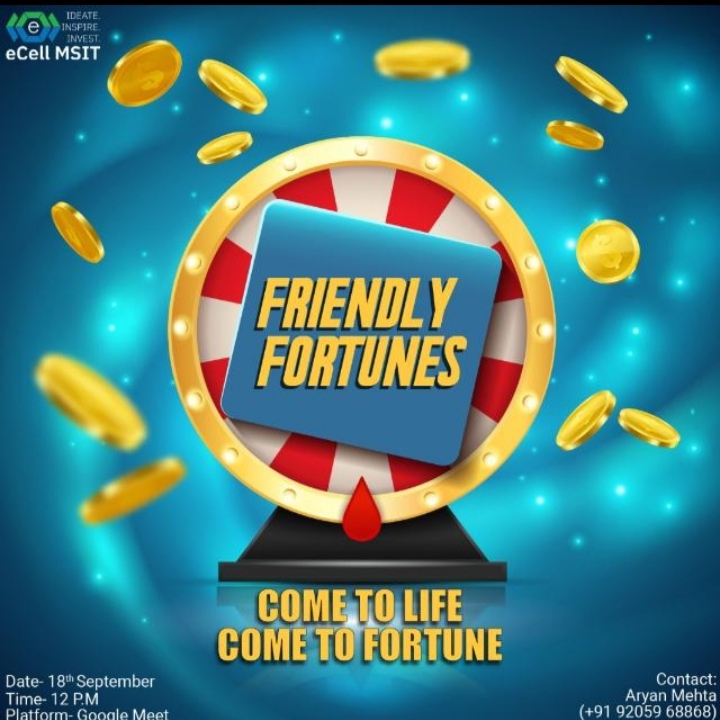 IDEATE.
INSPIRE.
INVEST.
e
eCell MSIT
FRIENDLY
FORTUNES
COME TO LIFE
COME TO FORTUNE
Date- 18th September
Time- 12 P.M
Platform- Google Meet
Contact:
Aryan Mehta
(+91 92059 68868)